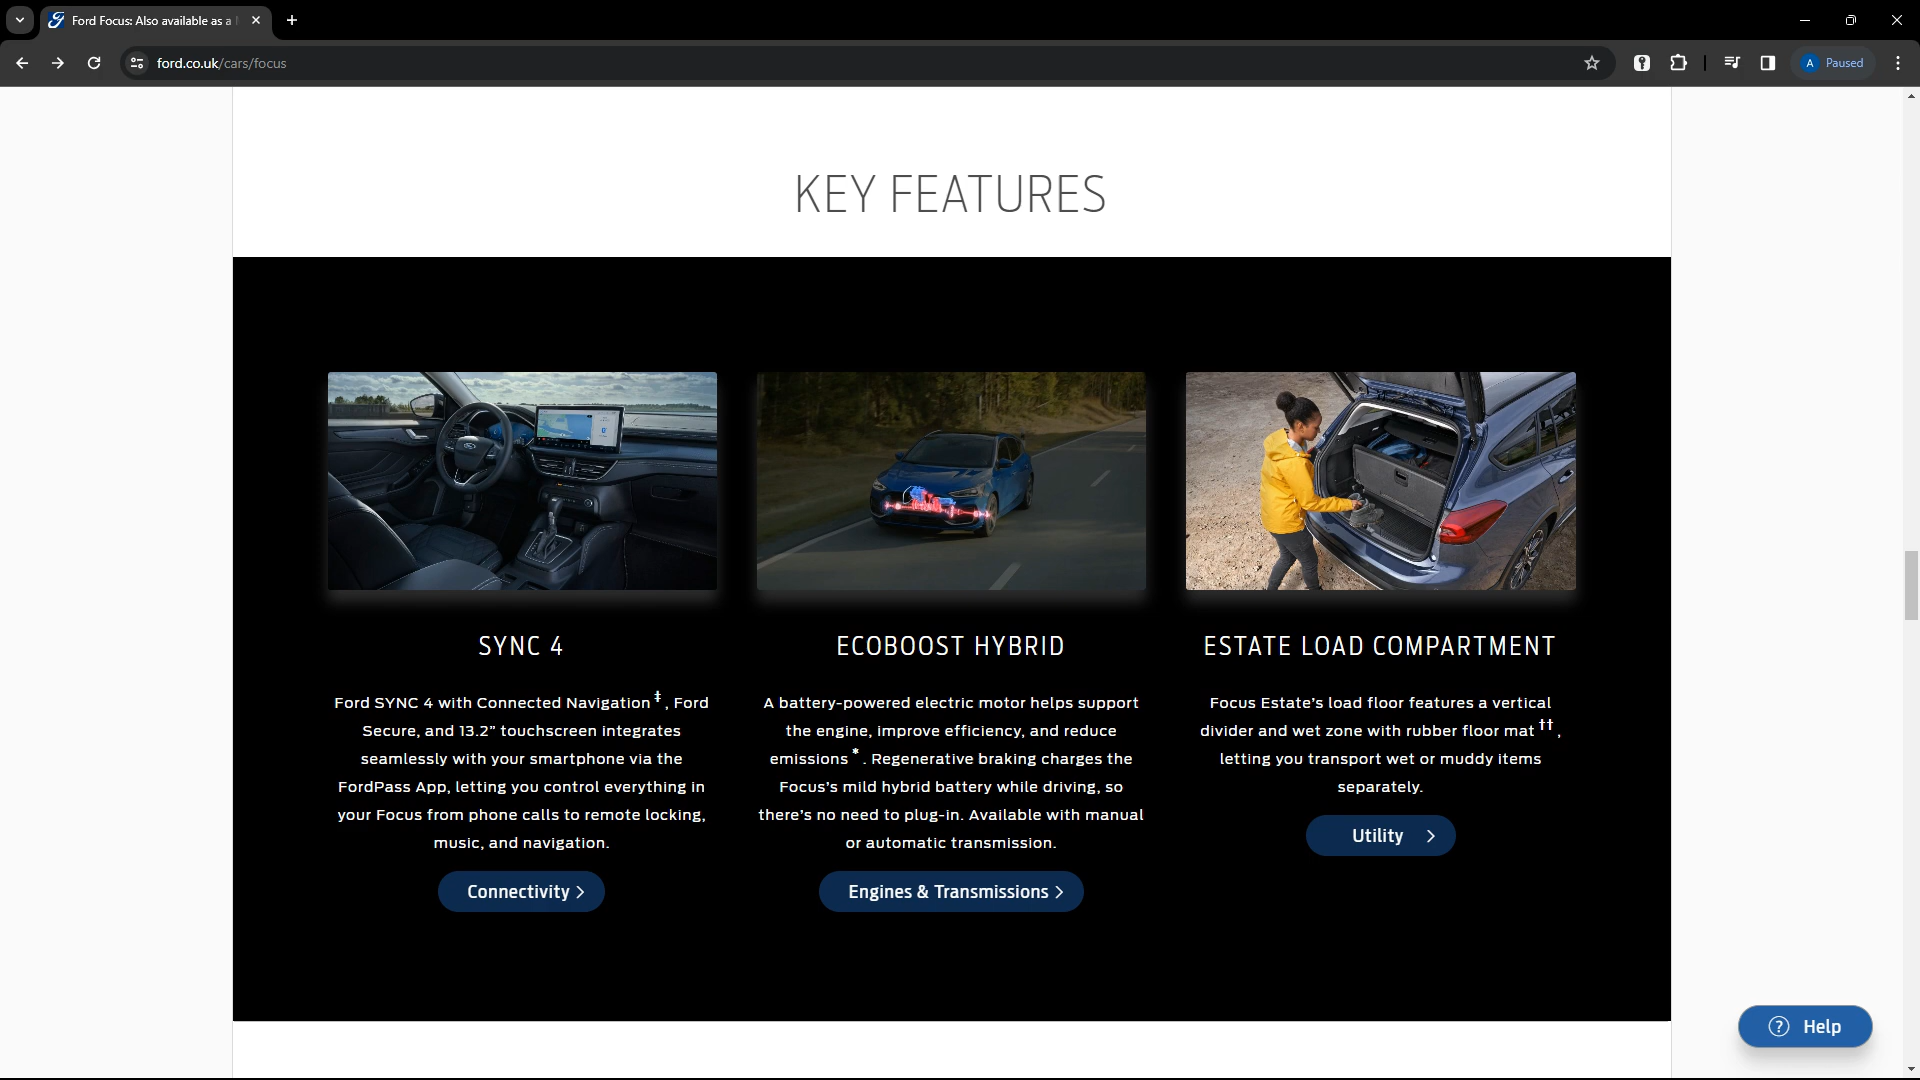 Ford Focus: Also available as a
ford.co.uk/cars/focus
A Paused
KEY FEATURES
SYNC 4
Ford SYNC 4 with Connected Navigation‡, Ford
Secure, and 13.2” touchscreen integrates
seamlessly with your smartphone via the
FordPass App, letting you control everything in
your Focus from phone calls to remote locking,
music, and navigation.
Connectivity
ECOBOOST HYBRID
A battery-powered electric motor helps support
the engine, improve efficiency, and reduce
emissions*. Regenerative braking charges the
Focus’s mild hybrid battery while driving, so
there’s no need to plug-in. Available with manual
or automatic transmission.
Engines & Transmissions
ESTATE LOAD COMPARTMENT
Focus Estate’s load floor features a vertical
divider and wet zone with rubber floor mat††,
letting you transport wet or muddy items
separately.
Utility
? Help